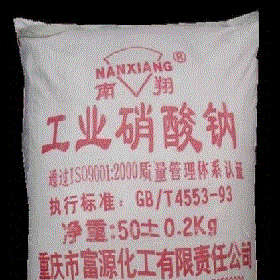 NANXIANG®
南翔
工业硝酸钠
通过ISO9001:2000质量管理体系认证
执行标准：GB/T4553-93
净重:50±0.2Kg
重庆市富源化工有限责任公司